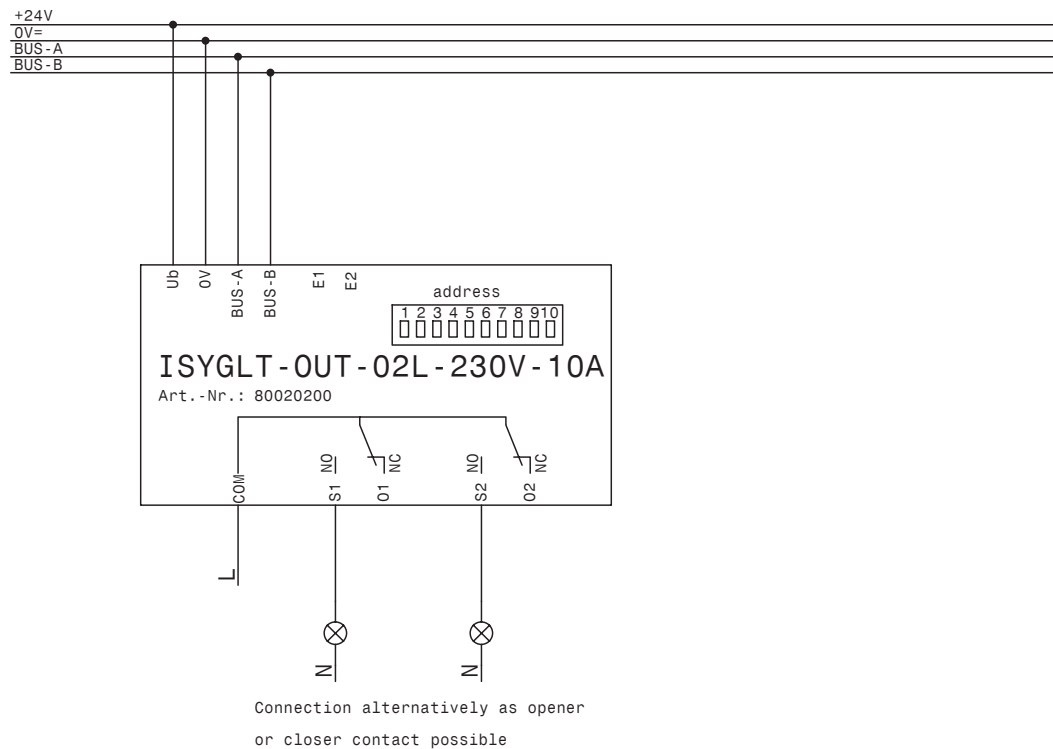 +24V
0V=
BUS-A
BUS-B
Ub
0V
BUS-A
BUS-B
E1
E2
address
1 2 3 4 5 6 7 8 9 10
ISYGLT-OUT-02L-230V-10A
Art.-Nr.: 80020200
COM
S1
NO
O1
NC
S2
NO
O2
NC
L
N
N
Connection alternatively as opener
or closer contact possible